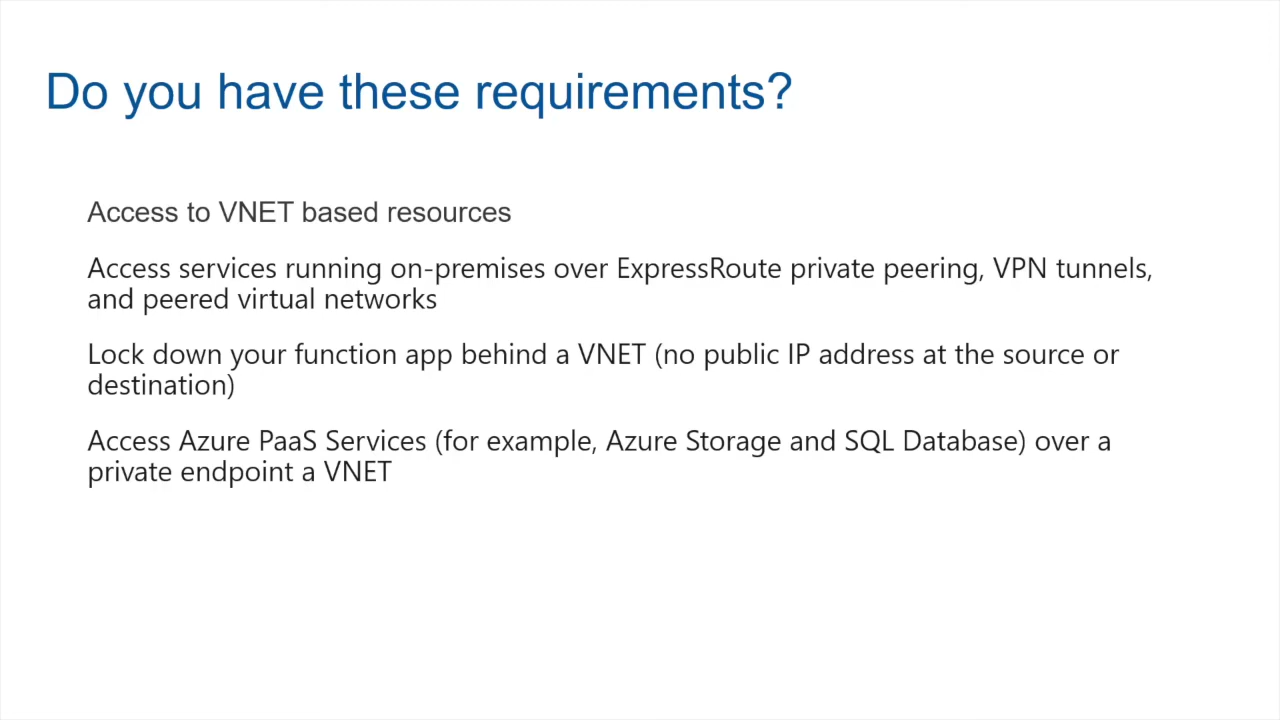 Do you have these requirements?
Access to VNET based resources
Access services running on-premises over ExpressRoute private peering, VPN tunnels,
and peered virtual networks
Lock down your function app behind a VNET (no public IP address at the source or
destination)
Access Azure PaaS Services (for example, Azure Storage and SQL Database) over a
private endpoint a VNET